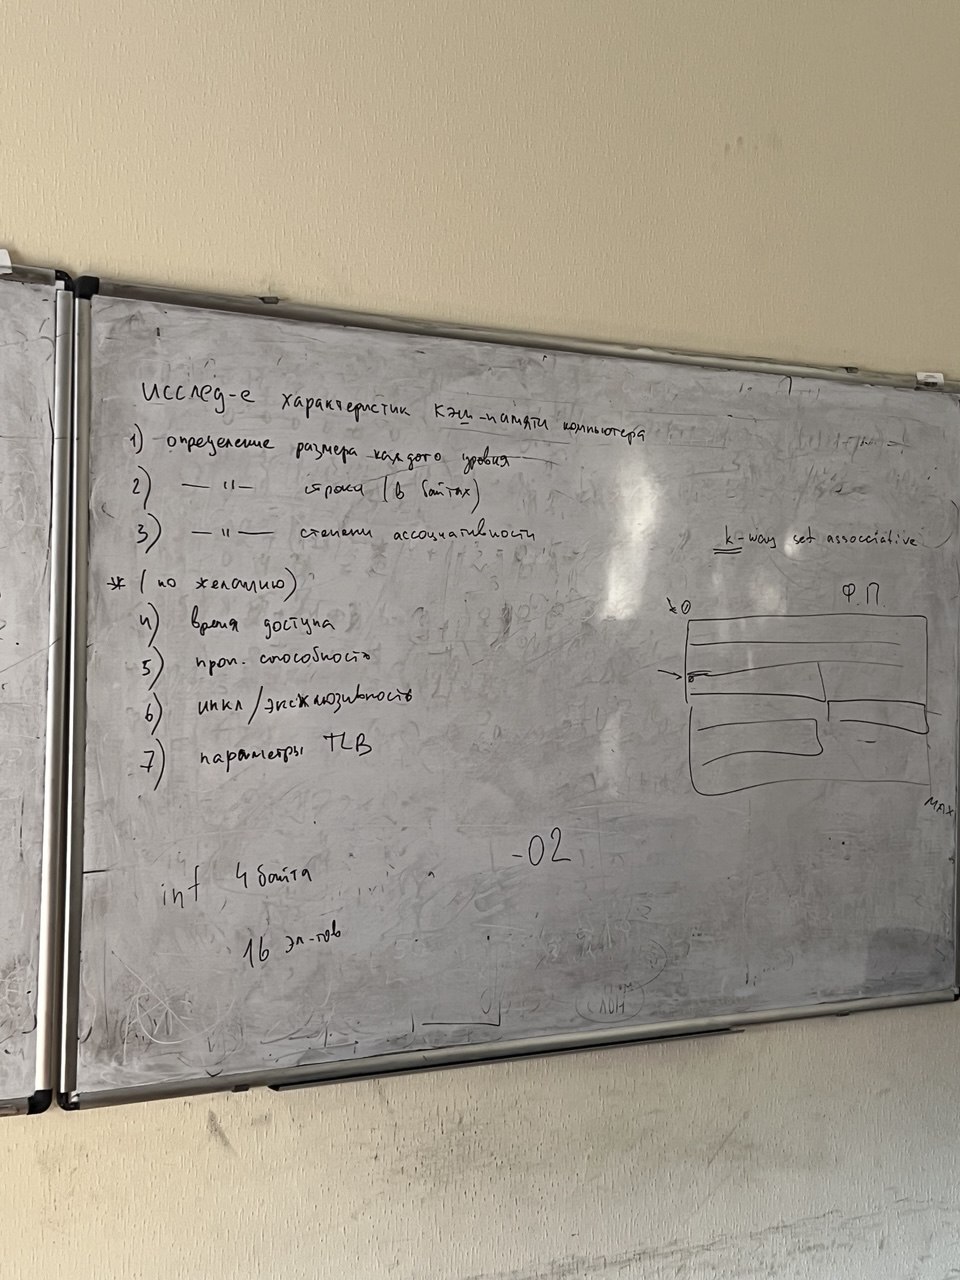 исслед-е характеристик кэш-памяти компьютера
1) определение размера каждого уровня
2) — " — строки (в байтах)
3) — " — степени ассоциативности
* (по желанию)
4) время доступа
5) проп. способность
6) инкл/эксклюзивность
7) параметры TLB
k-way set associative
Ф.П.
0
MAX
-O2
int 4 байта
16 эл-тов